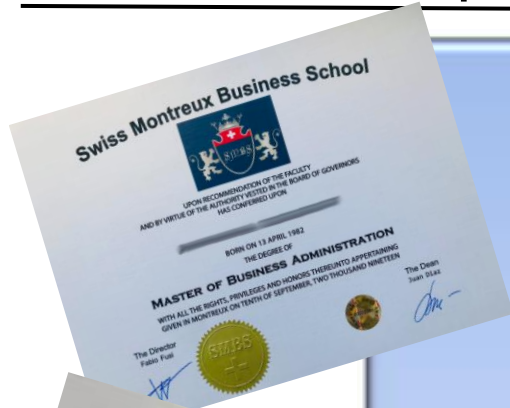 Swiss Montreux Business School
SMBS
UPON RECOMMENDATION OF THE FACULTY
AND BY VIRTUE OF THE AUTHORITY VESTED IN THE BOARD OF GOVERNORS
HAS CONFERRED UPON
BORN ON 13 APRIL 1982
THE DEGREE OF
MASTER OF BUSINESS ADMINISTRATION
WITH ALL THE RIGHTS, PRIVILEGES AND HONORS THEREUNTO APPERTAINING
GIVEN IN MONTREUX ON TENTH OF SEPTEMBER, TWO THOUSAND NINETEEN
The Director
Fabio Fusi
The Dean
Juan Díaz
SMBS